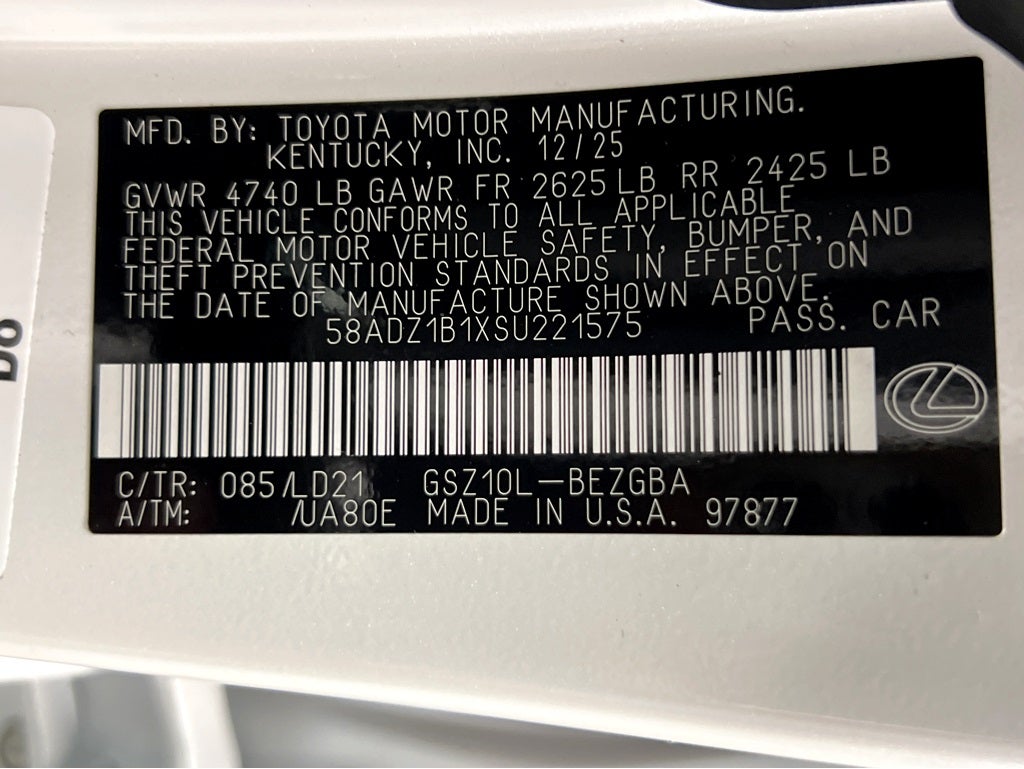 MFD. BY: TOYOTA MOTOR MANUFACTURING.
KENTUCKY, INC. 12/25
GVWR 4740 LB GAWR FR 2625 LB RR 2425 LB
THIS VEHICLE CONFORMS TO ALL APPLICABLE
FEDERAL MOTOR VEHICLE SAFETY, BUMPER, AND
THEFT PREVENTION STANDARDS IN EFFECT ON
THE DATE OF MANUFACTURE SHOWN ABOVE.
58ADZ1B1XSU221575 PASS. CAR
C/TR: 085/LD21 GSZ10L-BEZGBA
A/TM: /UA80E MADE IN U.S.A. 97877